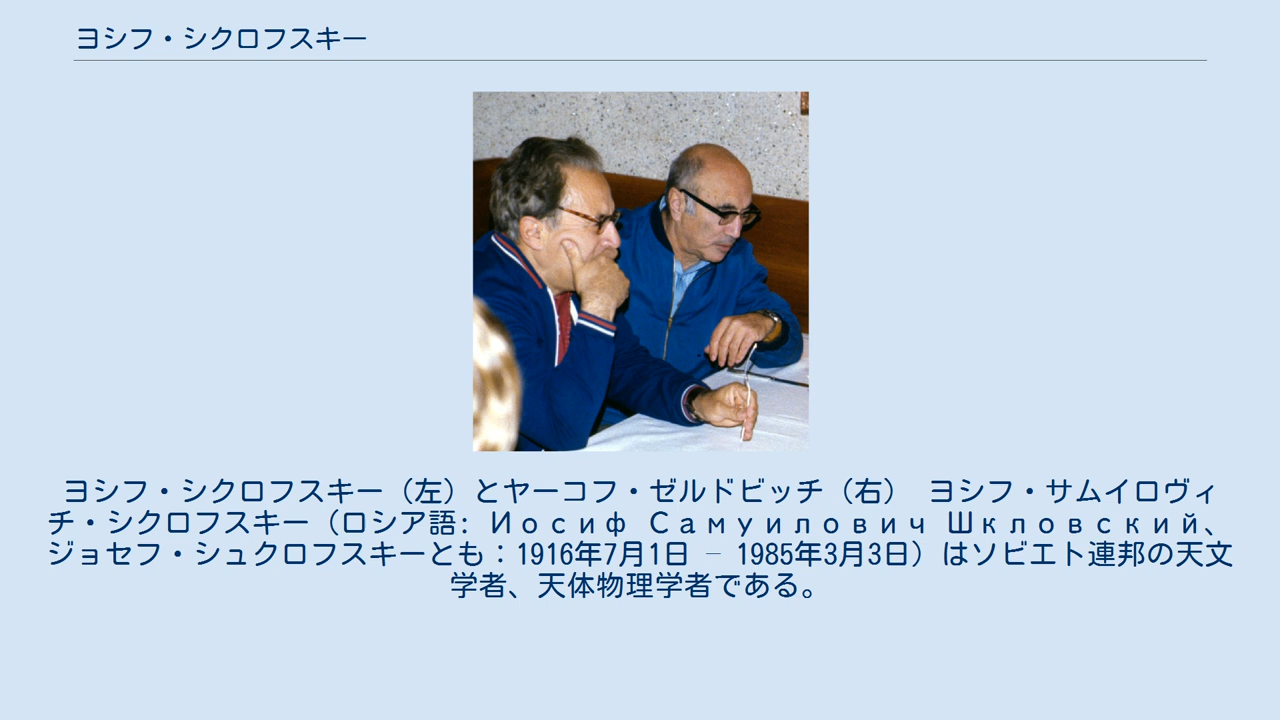 ヨシフ・シクロフスキー
ヨシフ・シクロフスキー（左）とヤーコフ・ゼルドビッチ（右） ヨシフ・サムイロヴィ
チ・シクロフスキー（ロシア語: Иосиф Самуилович Шкловский、
ジョセフ・シュクロフスキーとも：1916年7月1日 – 1985年3月3日）はソビエト連邦の天文
学者、天体物理学者である。